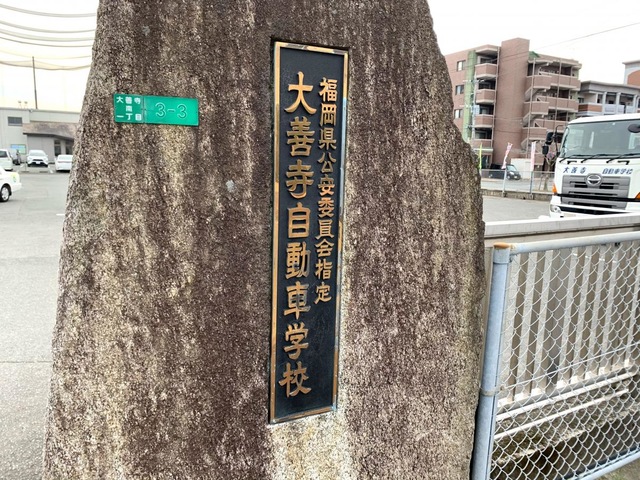 福岡県公安委員会指定
大善寺自動車学校
大善寺
南
一丁目
3-3
大善寺
自動車学校